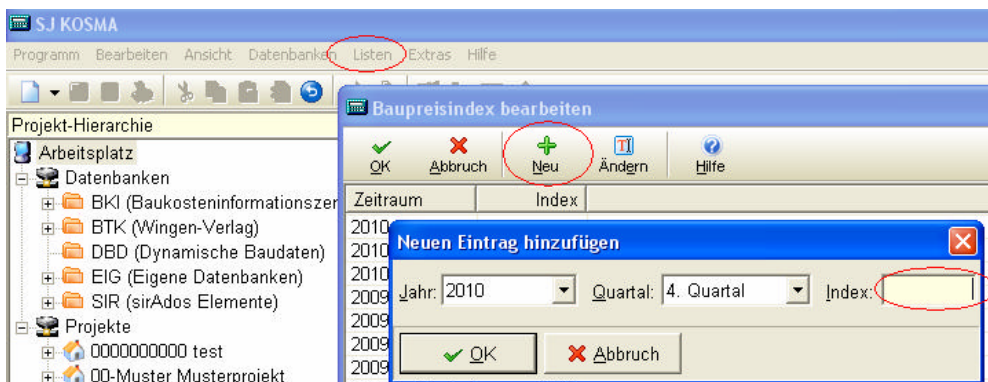 SJ KOSMA
Programm Bearbeiten Ansicht Datenbanken Listen Extras Hilfe
Projekt-Hierarchie
Arbeitsplatz
Datenbanken
BKI (Baukosteninformationszer
BTK (Wingen-Verlag)
DBD (Dynamische Baudaten)
EIG (Eigene Datenbanken)
SIR (sirAdos Elemente)
Projekte
0000000000 test
00-Muster Musterprojekt
Baupreisindex bearbeiten
OK Abbruch Neu Ändern Hilfe
Zeitraum Index
2010
2010
2010
2009
2009
2009
2009
Neuen Eintrag hinzufügen
Jahr: 2010 Quartal: 4. Quartal Index:
OK Abbruch